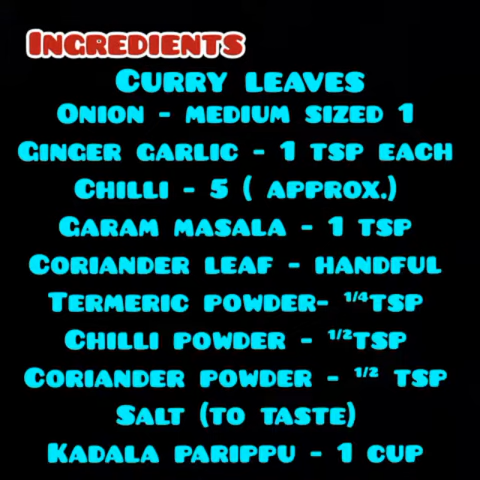 Ingredients
Curry leaves
Onion - medium sized 1
Ginger garlic - 1 tsp each
Chilli - 5 ( approx.)
Garam masala - 1 tsp
Coriander leaf - handful
Termeric powder- 1/4tsp
Chilli powder - 1/2tsp
Coriander powder - 1/2 tsp
Salt (to taste)
Kadala parippu - 1 cup